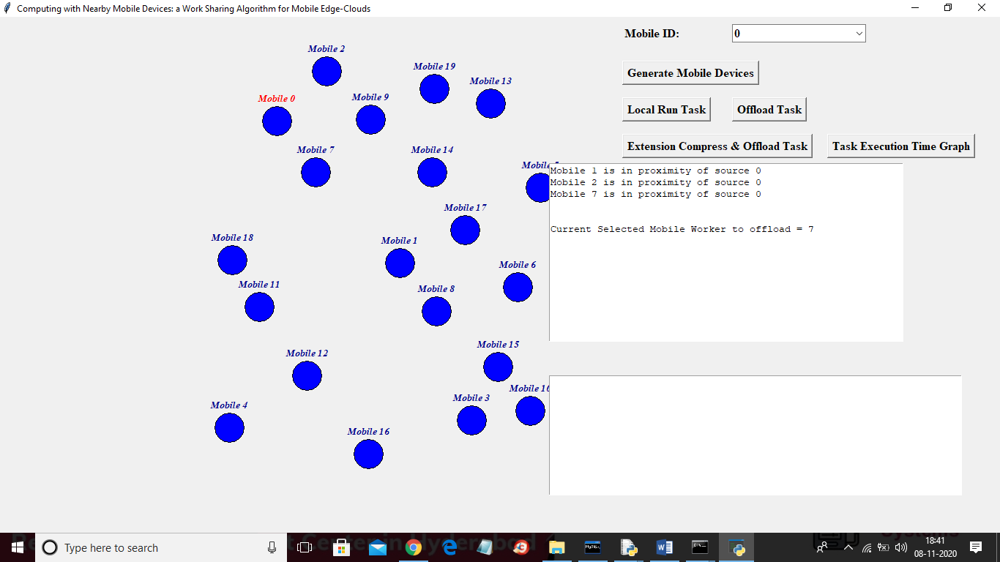 Computing with Nearby Mobile Devices: a Work Sharing Algorithm for Mobile Edge-Clouds
Mobile ID:
0
Generate Mobile Devices
Local Run Task
Offload Task
Extension Compress & Offload Task
Task Execution Time Graph
Mobile 2
Mobile 19
Mobile 13
Mobile 0
Mobile 9
Mobile 7
Mobile 14
Mobile
Mobile 17
Mobile 18
Mobile 1
Mobile 6
Mobile 11
Mobile 8
Mobile 15
Mobile 12
Mobile 10
Mobile 3
Mobile 4
Mobile 16
Mobile 1 is in proximity of source 0
Mobile 2 is in proximity of source 0
Mobile 7 is in proximity of source 0
Current Selected Mobile Worker to offload = 7
Type here to search
MySQL
18:41
08-11-2020